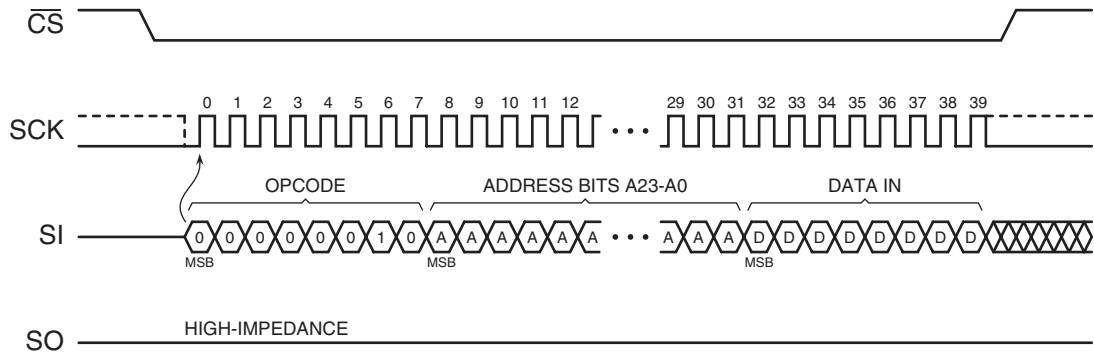 CS
0 1 2 3 4 5 6 7 8 9 10 11 12 29 30 31 32 33 34 35 36 37 38 39
SCK
OPCODE ADDRESS BITS A23-A0 DATA IN
SI 0 0 0 0 0 0 1 0 A A A A A A A A A D D D D D D D D
MSB MSB MSB
HIGH-IMPEDANCE
SO